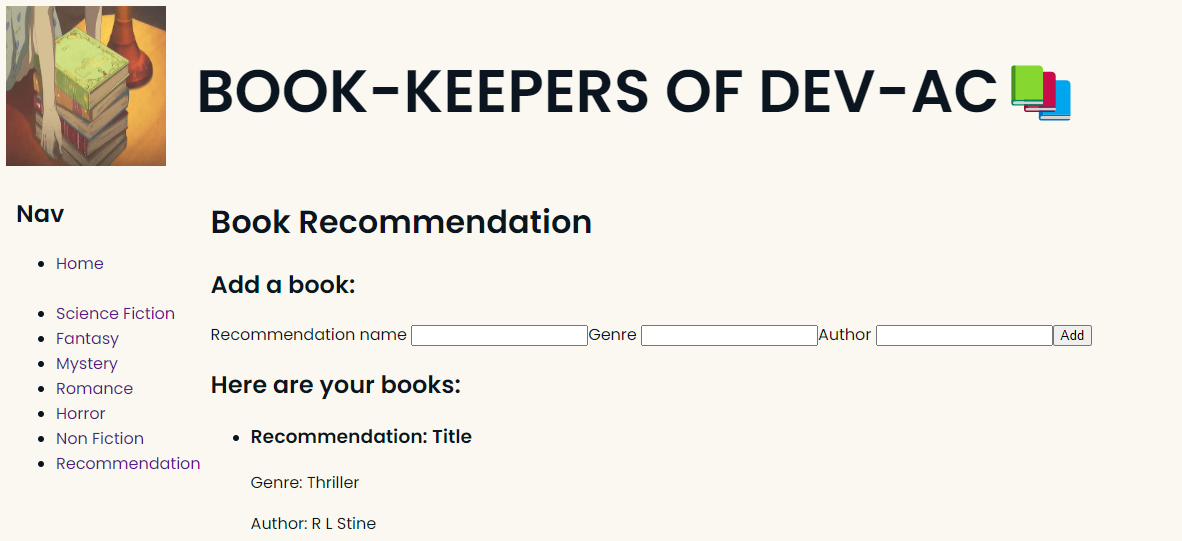 BOOK-KEEPERS OF DEV-AC📚
Nav
Home
Science Fiction
Fantasy
Mystery
Romance
Horror
Non Fiction
Recommendation
Book Recommendation
Add a book:
Recommendation name Genre Author Add
Here are your books:
Recommendation: Title
Genre: Thriller
Author: R L Stine